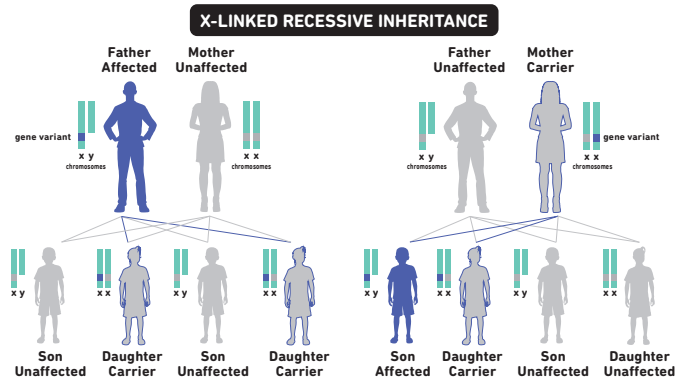 X-LINKED RECESSIVE INHERITANCE
Father
Affected
Mother
Unaffected
gene variant
x y
chromosomes
x x
chromosomes
Father
Unaffected
Mother
Carrier
x y
chromosomes
gene variant
x x
chromosomes
x y
x x
x y
x x
Son
Unaffected
Daughter
Carrier
Son
Unaffected
Daughter
Carrier
x y
x x
x y
x x
Son
Affected
Daughter
Carrier
Son
Unaffected
Daughter
Unaffected